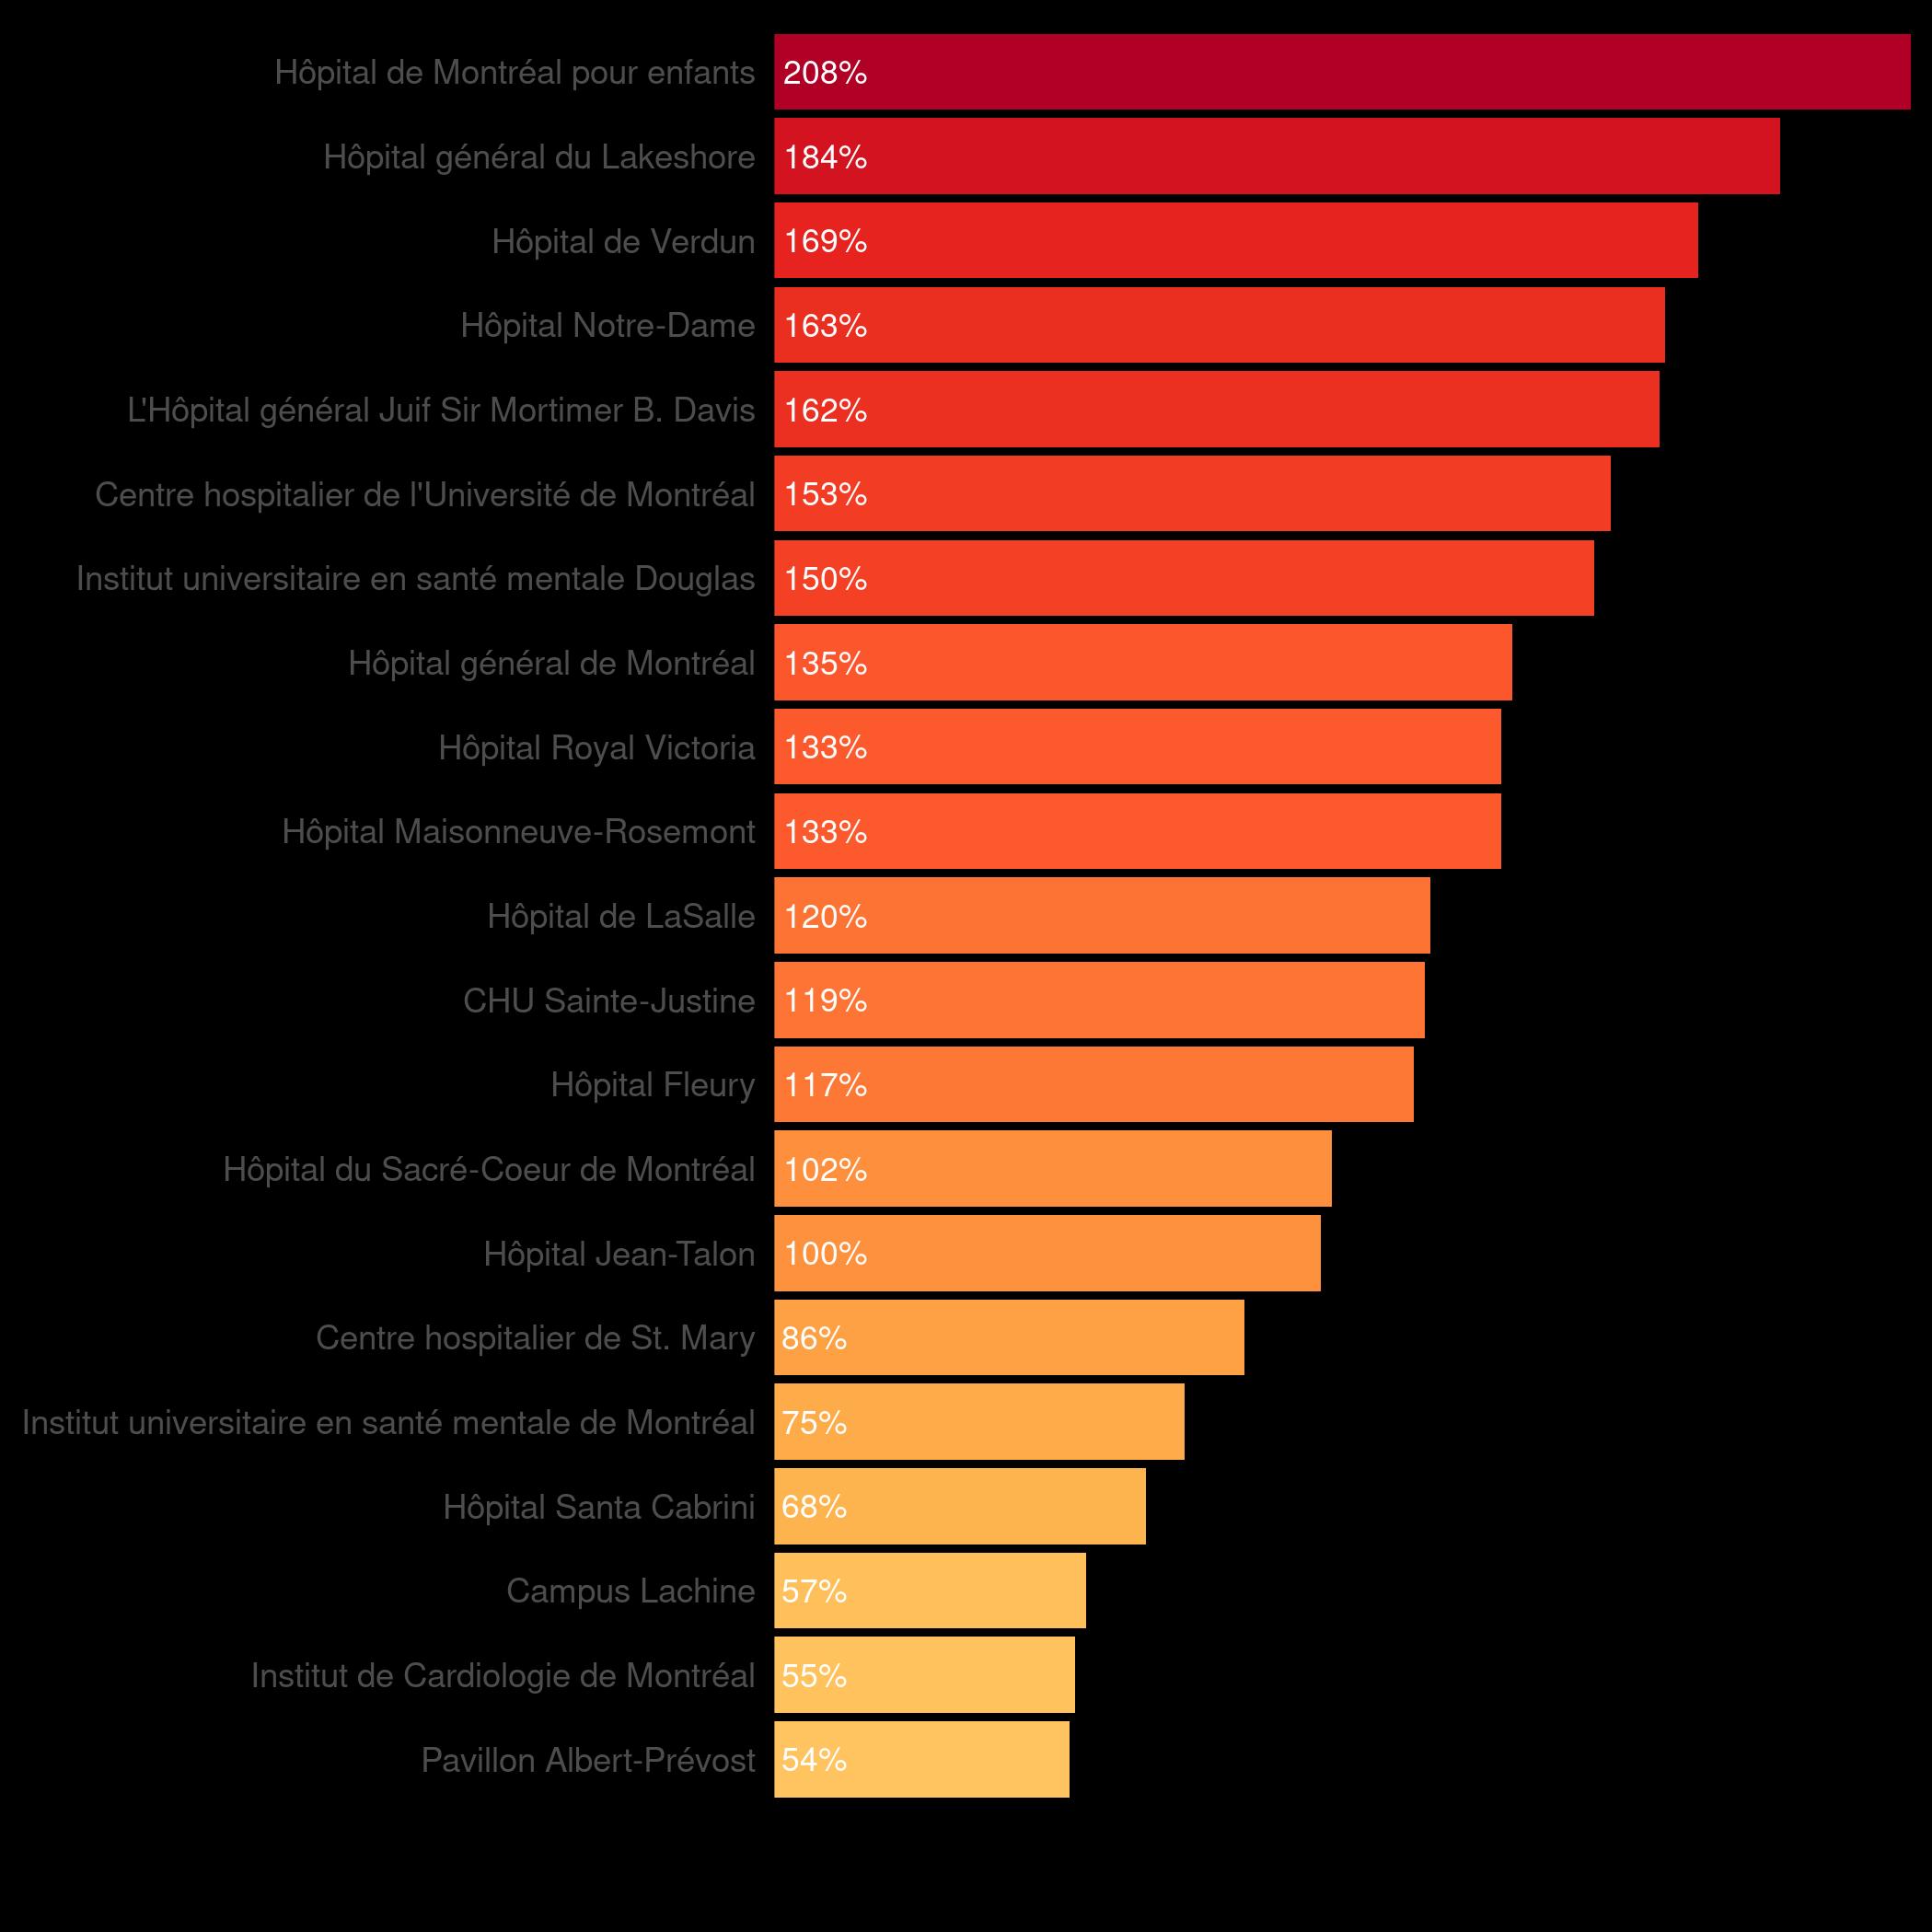 Hôpital de Montréal pour enfants 208%
Hôpital général du Lakeshore 184%
Hôpital de Verdun 169%
Hôpital Notre-Dame 163%
L'Hôpital général Juif Sir Mortimer B. Davis 162%
Centre hospitalier de l'Université de Montréal 153%
Institut universitaire en santé mentale Douglas 150%
Hôpital général de Montréal 135%
Hôpital Royal Victoria 133%
Hôpital Maisonneuve-Rosemont 133%
Hôpital de LaSalle 120%
CHU Sainte-Justine 119%
Hôpital Fleury 117%
Hôpital du Sacré-Coeur de Montréal 102%
Hôpital Jean-Talon 100%
Centre hospitalier de St. Mary 86%
Institut universitaire en santé mentale de Montréal 75%
Hôpital Santa Cabrini 68%
Campus Lachine 57%
Institut de Cardiologie de Montréal 55%
Pavillon Albert-Prévost 54%